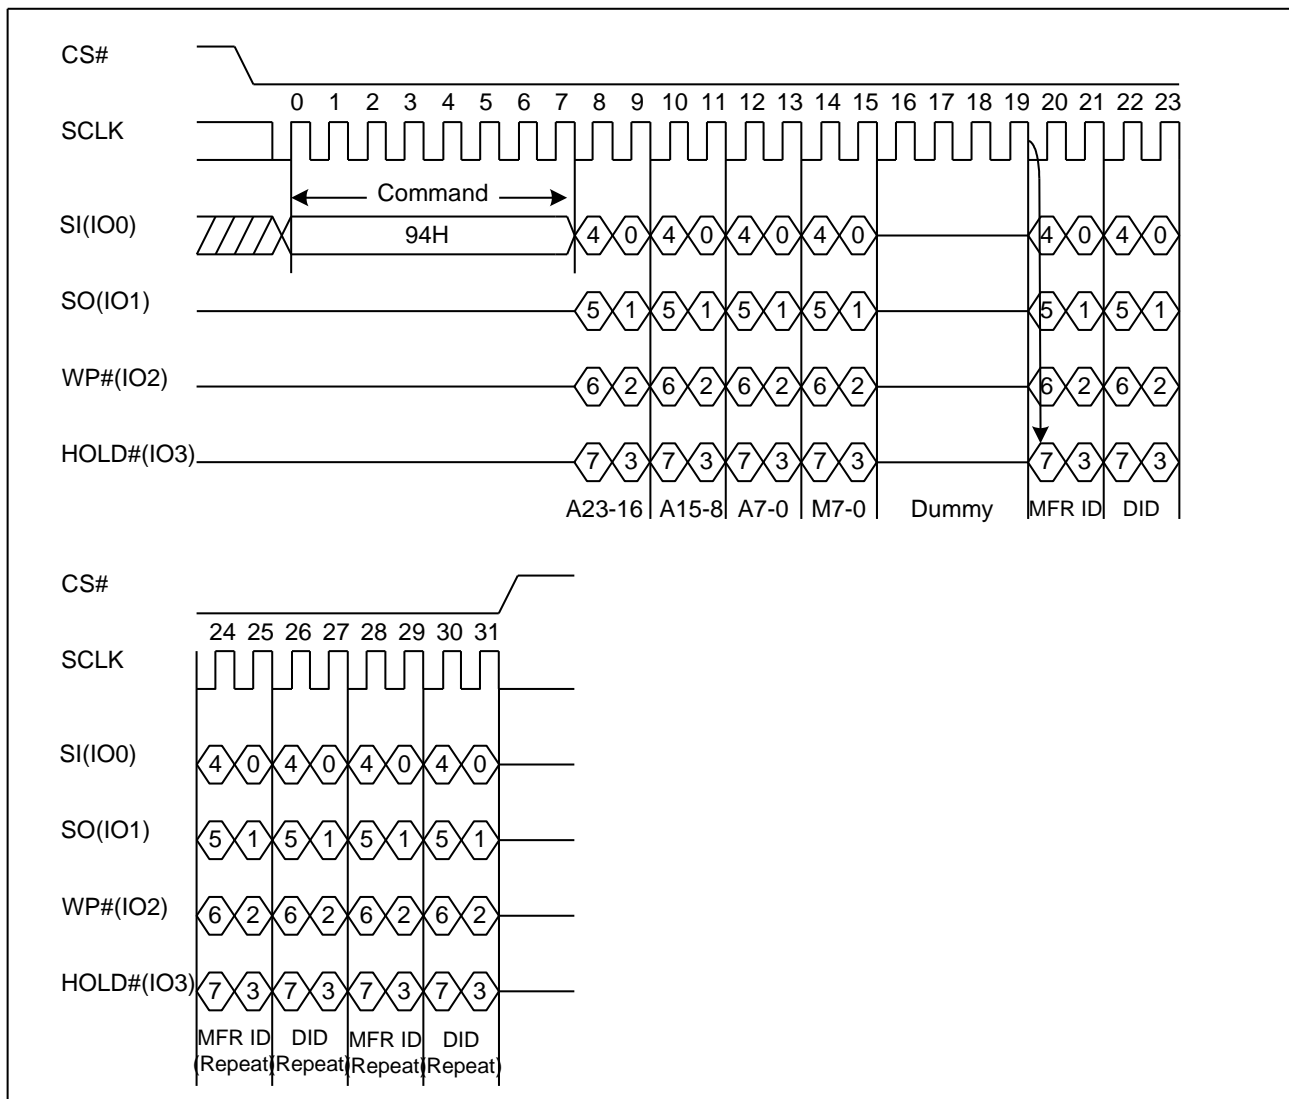 CS#
0 1 2 3 4 5 6 7 8 9 10 11 12 13 14 15 16 17 18 19 20 21 22 23
SCLK
Command
SI(IO0) 94H 4 0 4 0 4 0 4 0 4 0 4 0
SO(IO1) 5 1 5 1 5 1 5 1 5 1 5 1
WP#(IO2) 6 2 6 2 6 2 6 2 6 2 6 2
HOLD#(IO3) 7 3 7 3 7 3 7 3 7 3 7 3
A23-16 A15-8 A7-0 M7-0 Dummy MFR ID DID
CS#
24 25 26 27 28 29 30 31
SCLK
SI(IO0) 4 0 4 0 4 0 4 0
SO(IO1) 5 1 5 1 5 1 5 1
WP#(IO2) 6 2 6 2 6 2 6 2
HOLD#(IO3) 7 3 7 3 7 3 7 3
MFR ID DID MFR ID DID
(Repeat) (Repeat) (Repeat) (Repeat)